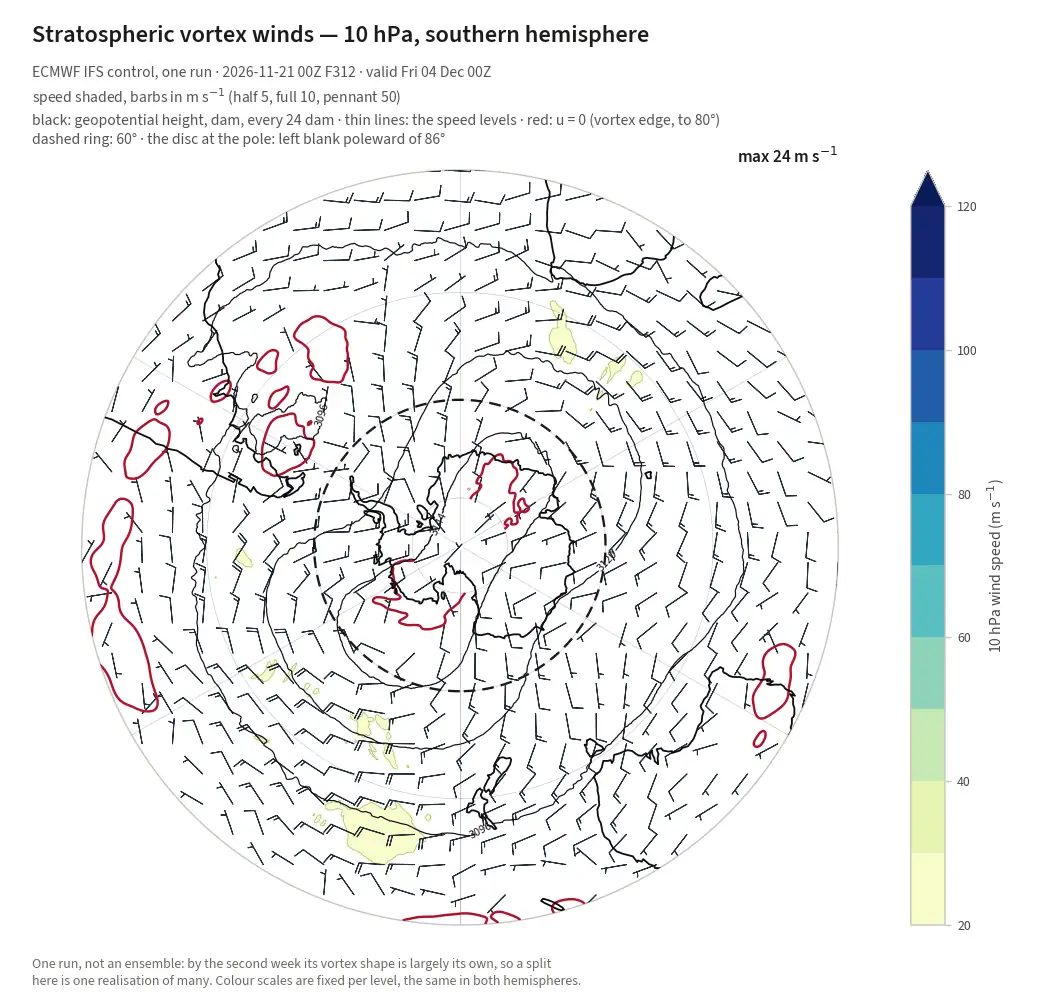 Stratospheric vortex winds — 10 hPa, southern hemisphere
ECMWF IFS control, one run · 2026-11-21 00Z F312 · valid Fri 04 Dec 00Z
speed shaded, barbs in m s⁻¹ (half 5, full 10, pennant 50)
black: geopotential height, dam, every 24 dam · thin lines: the speed levels · red: u = 0 (vortex edge, to 80°)
dashed ring: 60° · the disc at the pole: left blank poleward of 86°
max 24 m s⁻¹
120
100
80
60
40
20
10 hPa wind speed (m s⁻¹)
3096
3120
3096
One run, not an ensemble: by the second week its vortex shape is largely its own, so a split
here is one realisation of many. Colour scales are fixed per level, the same in both hemispheres.